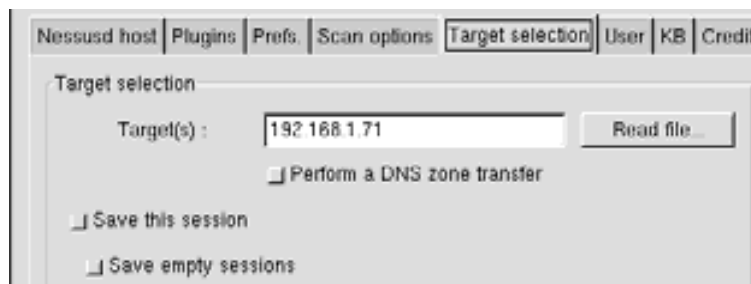 Nessusd host Plugins Prefs. Scan options Target selection User KB Credit
Target selection
Target(s) : 192.168.1.71 Read file...
Perform a DNS zone transfer
Save this session
Save empty sessions